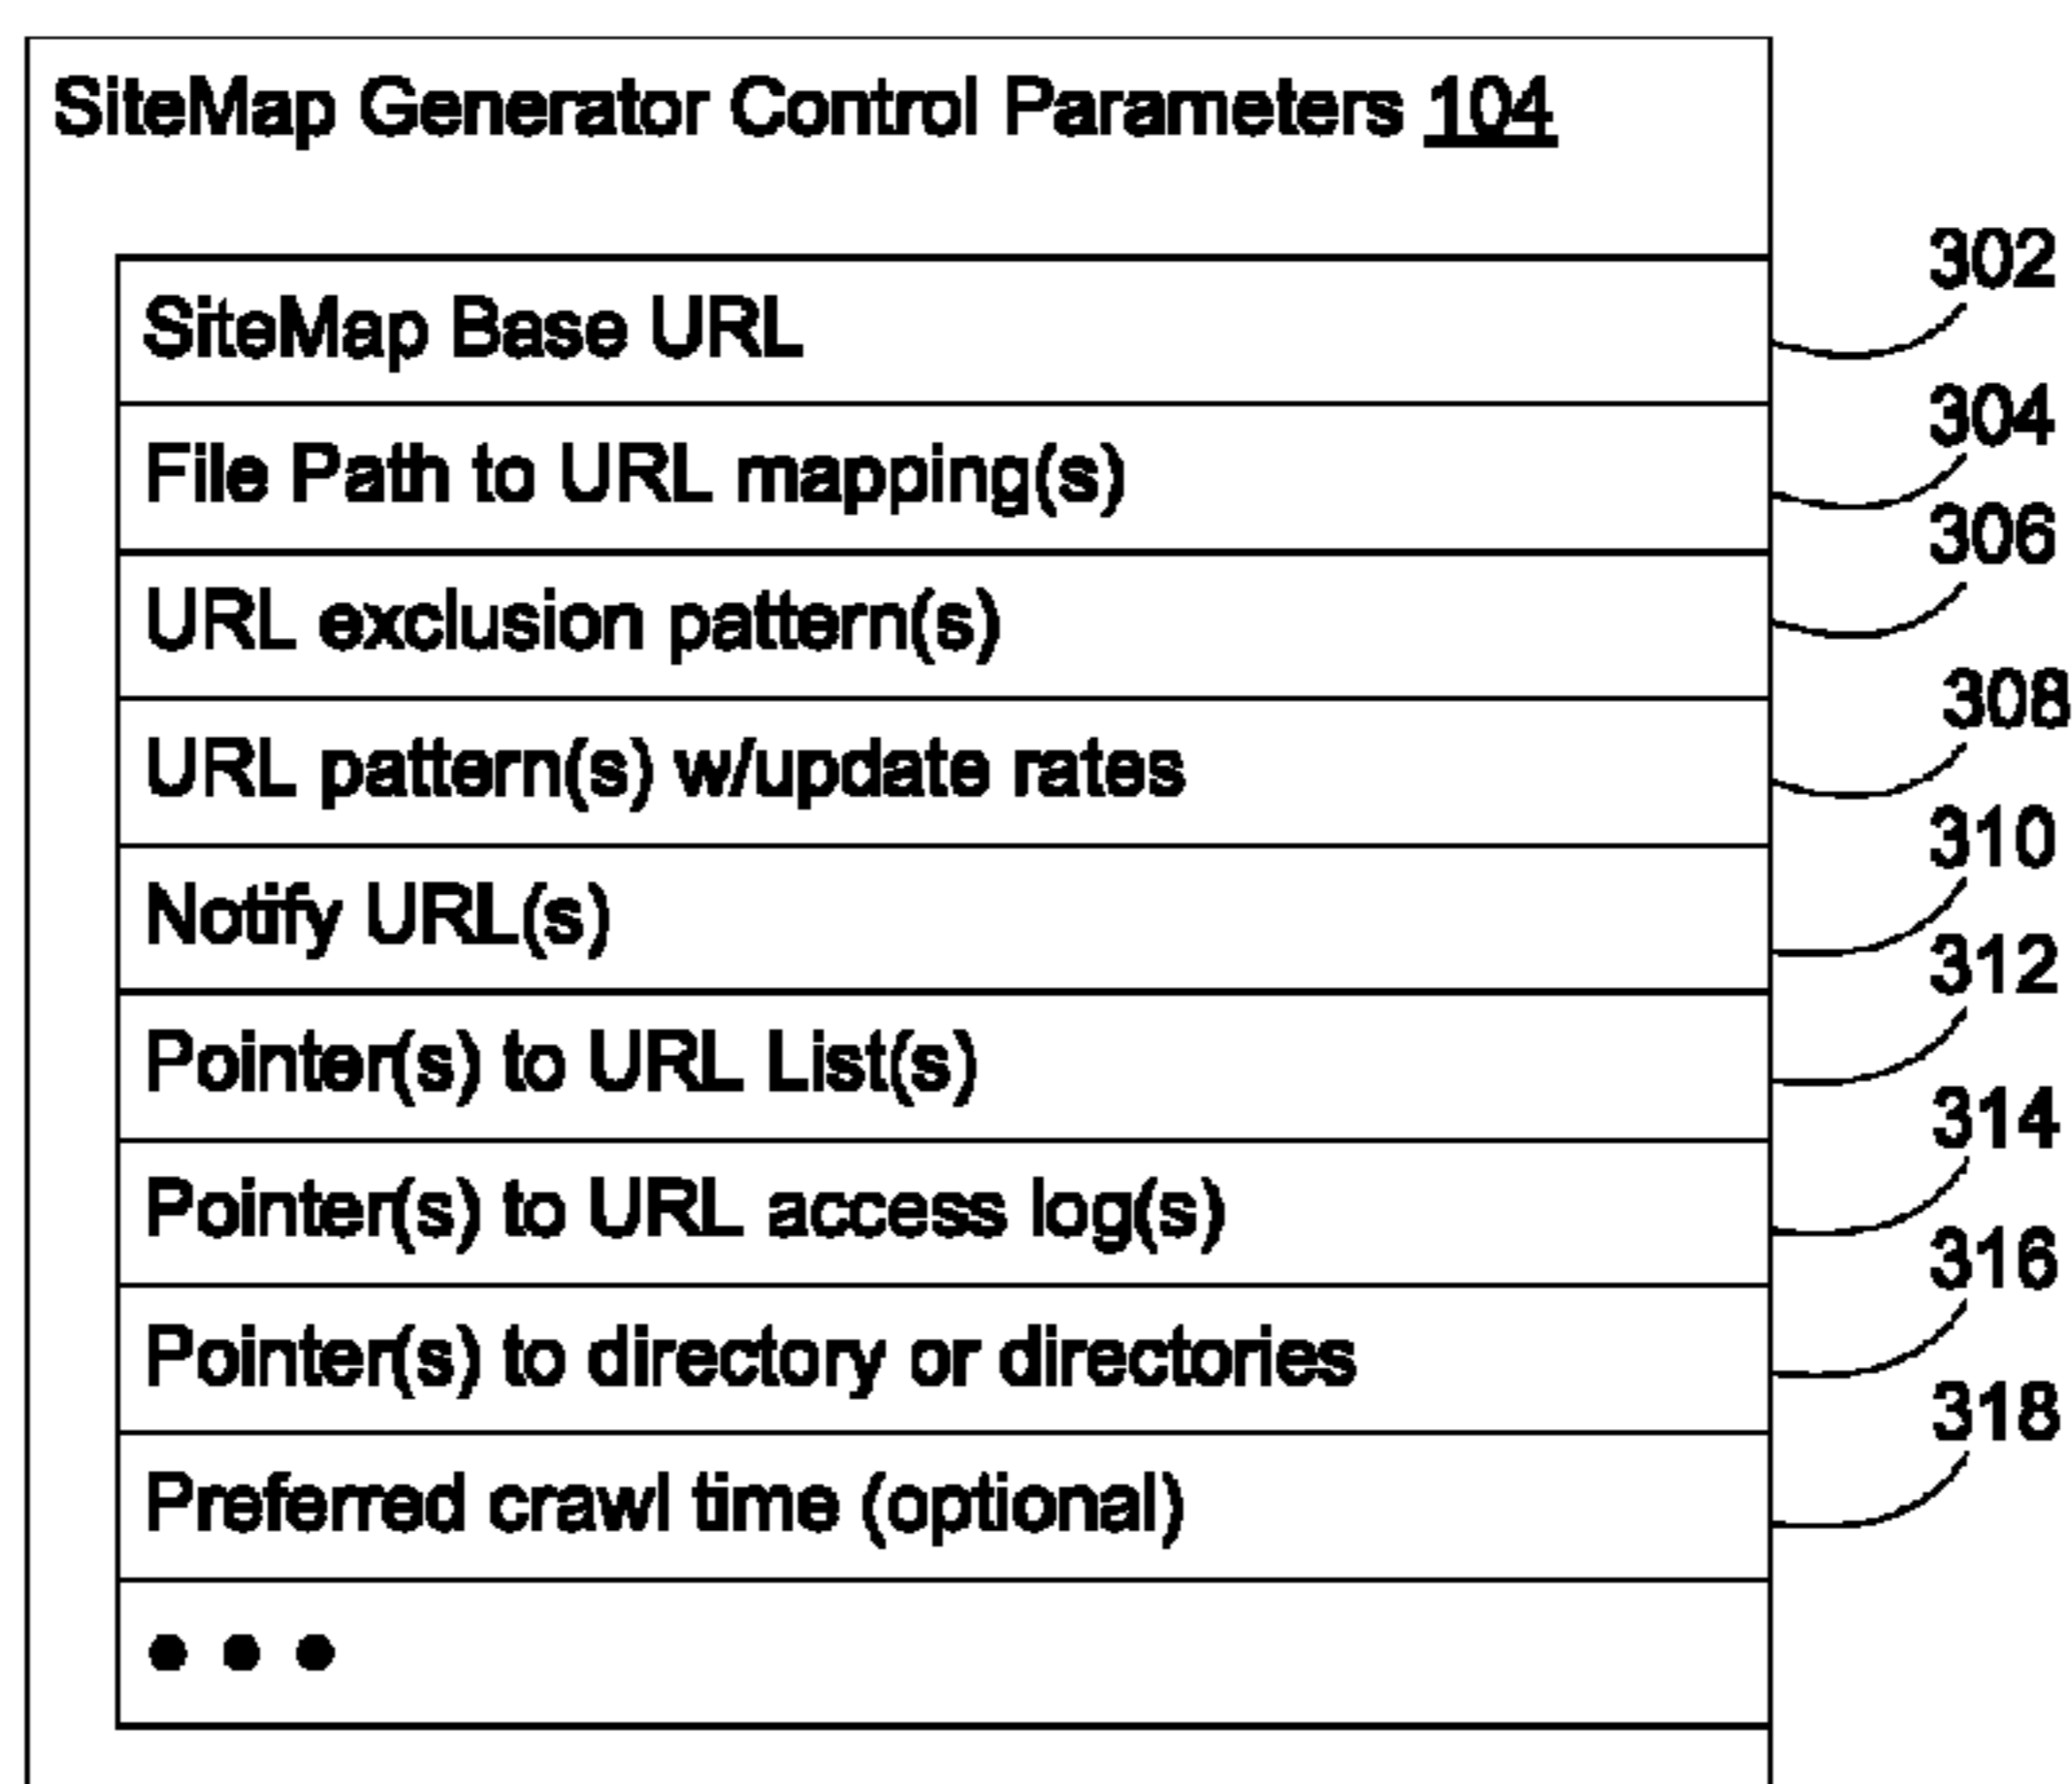 SiteMap Generator Control Parameters 104
302
SiteMap Base URL
304
File Path to URL mapping(s)
306
URL exclusion pattern(s)
308
URL pattern(s) w/update rates
310
Notify URL(s)
312
Pointer(s) to URL List(s)
314
Pointer(s) to URL access log(s)
316
Pointer(s) to directory or directories
318
Preferred crawl time (optional)
● ● ●